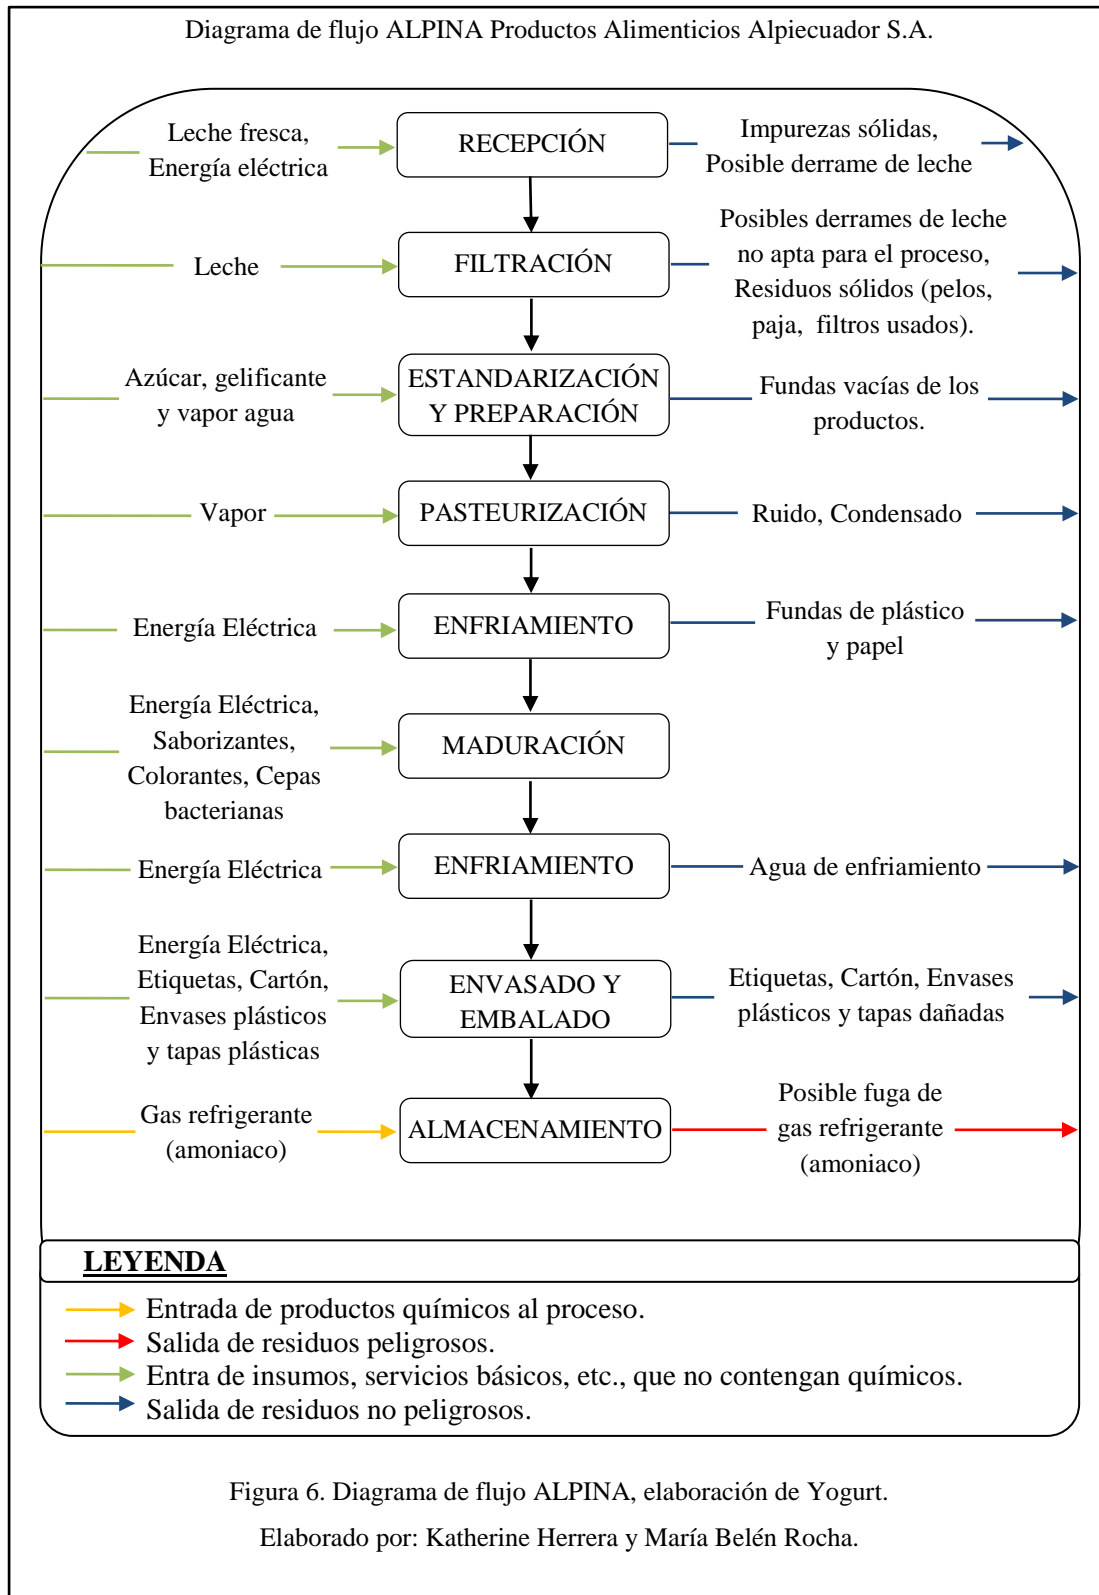 Diagrama de flujo ALPINA Productos Alimenticios Alpiecuador S.A.
Leche fresca,
Energía eléctrica
RECEPCIÓN
Impurezas sólidas,
Posible derrame de leche
Leche
FILTRACIÓN
Posibles derrames de leche
no apta para el proceso,
Residuos sólidos (pelos,
paja, filtros usados).
Azúcar, gelificante
y vapor agua
ESTANDARIZACIÓN
Y PREPARACIÓN
Fundas vacías de los
productos.
Vapor
PASTEURIZACIÓN
Ruido, Condensado
Energía Eléctrica
ENFRIAMIENTO
Fundas de plástico
y papel
Energía Eléctrica,
Saborizantes,
Colorantes, Cepas
bacterianas
MADURACIÓN
Energía Eléctrica
ENFRIAMIENTO
Agua de enfriamiento
Energía Eléctrica,
Etiquetas, Cartón,
Envases plásticos
y tapas plásticas
ENVASADO Y
EMBALADO
Etiquetas, Cartón, Envases
plásticos y tapas dañadas
Gas refrigerante
(amoniaco)
ALMACENAMIENTO
Posible fuga de
gas refrigerante
(amoniaco)
LEYENDA
Entrada de productos químicos al proceso.
Salida de residuos peligrosos.
Entra de insumos, servicios básicos, etc., que no contengan químicos.
Salida de residuos no peligrosos.
Figura 6. Diagrama de flujo ALPINA, elaboración de Yogurt.
Elaborado por: Katherine Herrera y María Belén Rocha.